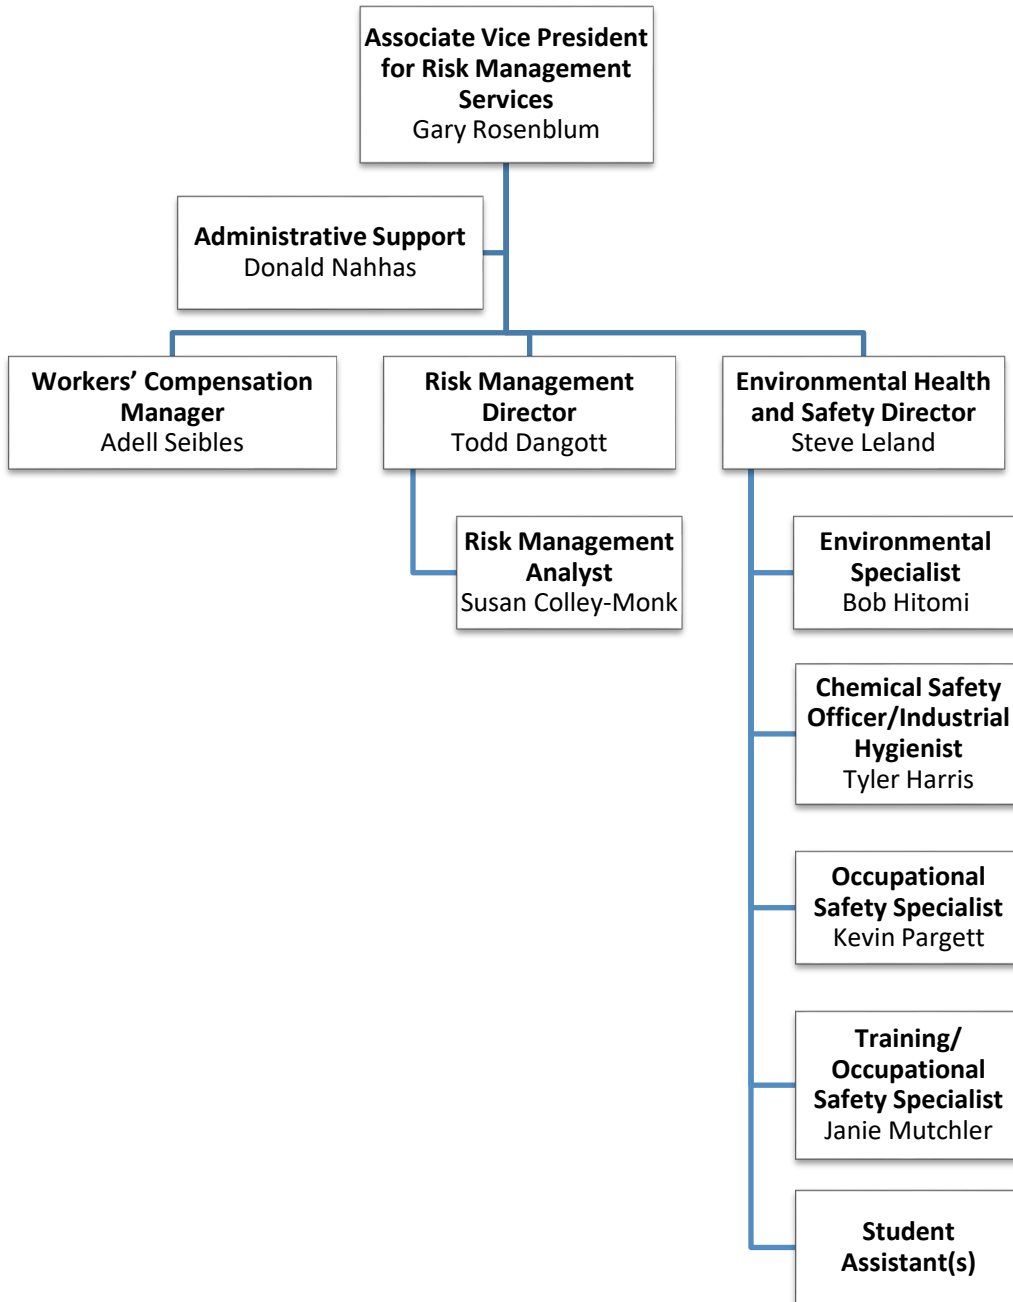 Associate Vice President
for Risk Management
Services
Gary Rosenblum
Administrative Support
Donald Nahhas
Workers’ Compensation
Manager
Adell Seibles
Risk Management
Director
Todd Dangott
Environmental Health
and Safety Director
Steve Leland
Risk Management
Analyst
Susan Colley-Monk
Environmental
Specialist
Bob Hitomi
Chemical Safety
Officer/Industrial
Hygienist
Tyler Harris
Occupational
Safety Specialist
Kevin Pargett
Training/
Occupational
Safety Specialist
Janie Mutchler
Student
Assistant(s)